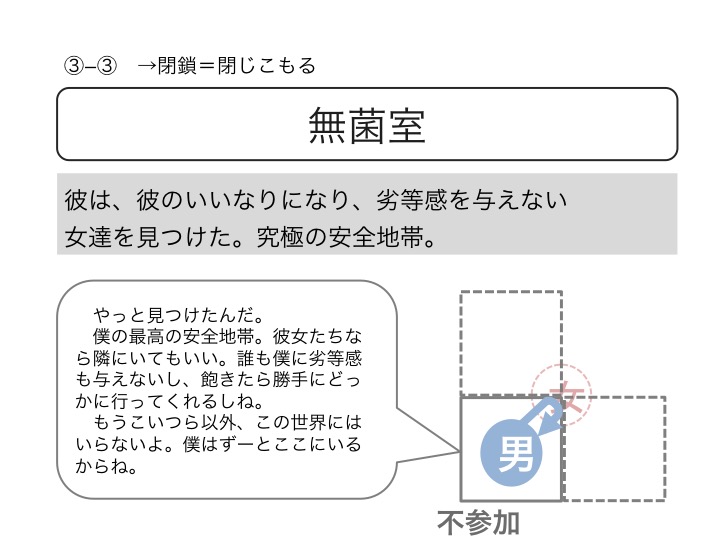 ③–③　→閉鎖＝閉じこもる
無菌室
彼は、彼のいいなりになり、劣等感を与えない
女達を見つけた。究極の安全地帯。
　やっと見つけたんだ。
　僕の最高の安全地帯。彼女たちな
ら隣にいてもいい。誰も僕に劣等感
も与えないし、飽きたら勝手にどっ
かに行ってくれるしね。
　もうこいつら以外、この世界には
いらないよ。僕はずーとここにいる
からね。
女
男
不参加